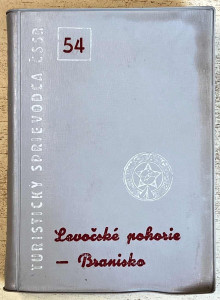 TURISTICKÝ SPRIEVODCA ČSSR
54
Levočské pohorie
— Branisko